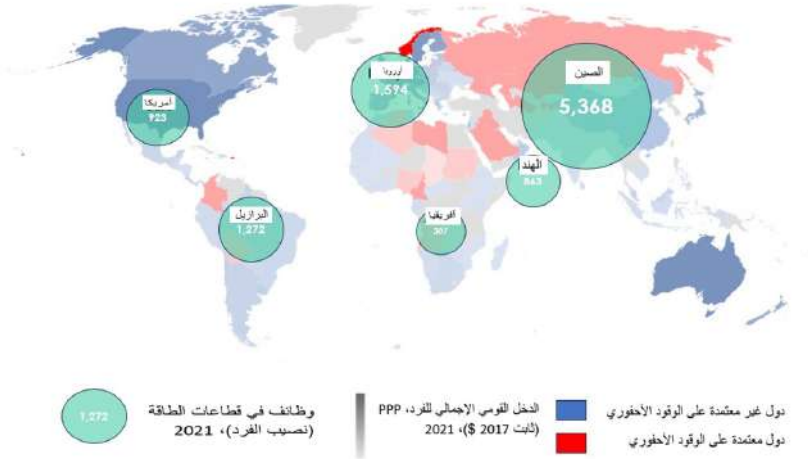 أمريكا
923
أوروبا
1,594
الصين
5,368
الهند
863
البرازيل
1,272
أفريقيا
307
1,272
وظائف في قطاعات الطاقة
(نصيب الفرد)، 2021
الدخل القومي الإجمالي للفرد، PPP
(ثابت 2017 $)، 2021
دول غير معتمدة على الوقود الأحفوري
دول معتمدة على الوقود الأحفوري